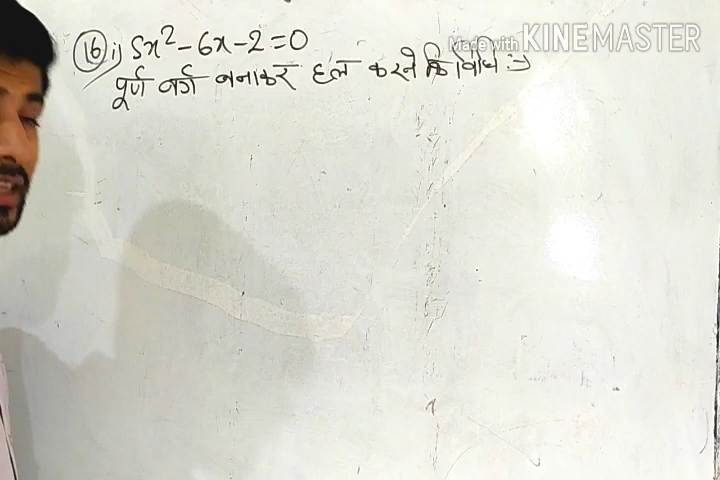 Made with KINEMASTER
16 i) 5x² - 6x - 2 = 0
पूर्ण वर्ग बनाकर हल करने कि विधि :-